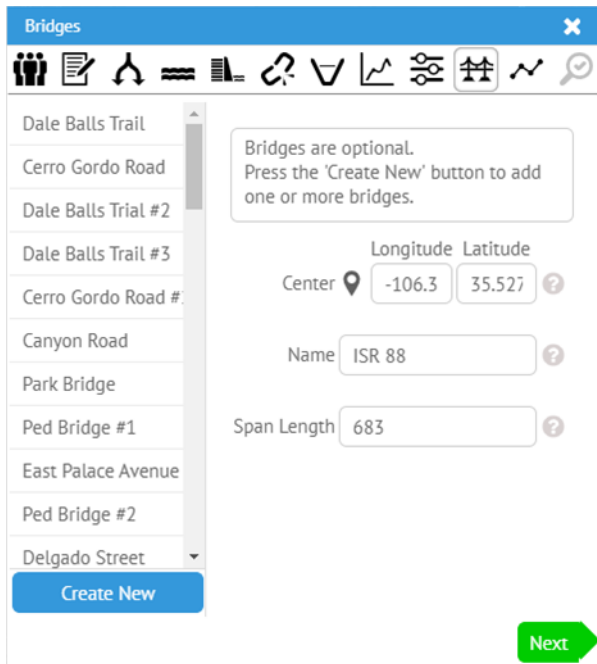 Bridges
Dale Balls Trail
Cerro Gordo Road
Dale Balls Trial #2
Dale Balls Trail #3
Cerro Gordo Road #
Canyon Road
Park Bridge
Ped Bridge #1
East Palace Avenue
Ped Bridge #2
Delgado Street
Create New
Bridges are optional.
Press the 'Create New' button to add
one or more bridges.
Longitude Latitude
Center -106.3 35.527
Name ISR 88
Span Length 683
Next